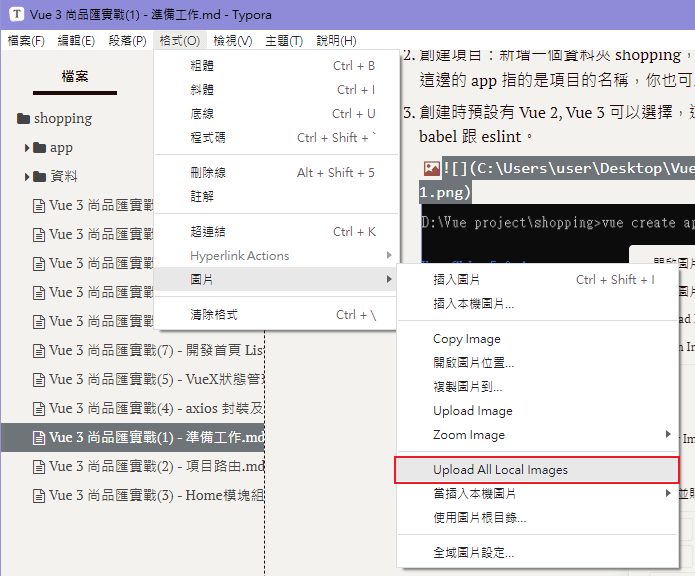 T Vue 3 尚品匯實戰(1) - 準備工作.md - Typora
檔案(F) 編輯(E) 段落(P) 格式(O) 檢視(V) 主題(T) 說明(H)
檔案
shopping
app
資料
Vue 3 尚品匯實戰
Vue 3 尚品匯實戰
Vue 3 尚品匯實戰
Vue 3 尚品匯實戰
Vue 3 尚品匯實戰
Vue 3 尚品匯實戰(7) - 開發首頁 Lis
Vue 3 尚品匯實戰(5) - VueX狀態管
Vue 3 尚品匯實戰(4) - axios 封裝及
Vue 3 尚品匯實戰(1) - 準備工作.md
Vue 3 尚品匯實戰(2) - 項目路由.md
Vue 3 尚品匯實戰(3) - Home模塊組
粗體 Ctrl + B
斜體 Ctrl + I
底線 Ctrl + U
程式碼 Ctrl + Shift + `
刪除線 Alt + Shift + 5
註解
超連結 Ctrl + K
Hyperlink Actions
圖片
清除格式 Ctrl + \
2. 創建項目：新增一個資料夾 shopping，
這邊的 app 指的是項目的名稱，你也可
3. 創建時預設有 Vue 2, Vue 3 可以選擇，
babel 跟 eslint。
![](C:\Users\user\Desktop\Vue
1.png)
D:\Vue project\shopping>vue create ap
插入圖片 Ctrl + Shift + I
插入本機圖片...
Copy Image
開啟圖片位置...
複製圖片到...
Upload Image
Zoom Image
Upload All Local Images
當插入本機圖片
使用圖片根目錄...
全域圖片設定...